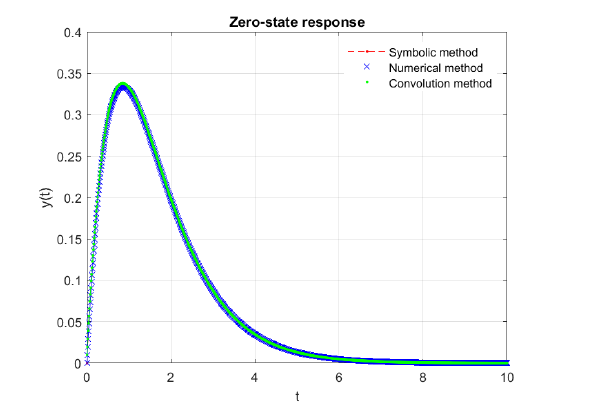 Zero-state response
0.4
0.35
0.3
0.25
0.2
0.15
0.1
0.05
0
y(t)
Symbolic method
Numerical method
Convolution method
0 2 4 6 8 10
t